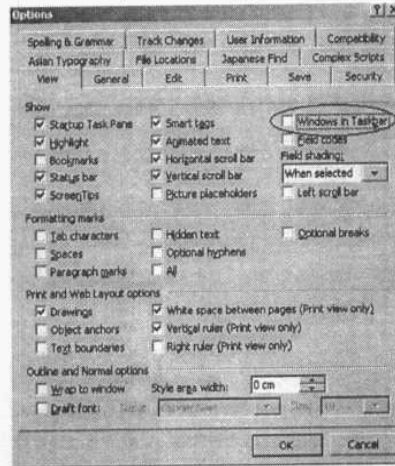 Options
Spelling & Grammar Track Changes User Information Compatibility
Asian Typography File Locations Japanese Find Complex Scripts
View General Edit Print Save Security
Show
Startup Task Pane Smart tags Windows in Taskbar
Highlight Animated text Field codes
Bookmarks Horizontal scroll bar Field shading:
Status bar Vertical scroll bar When selected
ScreenTips Picture placeholders Left scroll bar
Formatting marks
Tab characters Hidden text Optional breaks
Spaces Optional hyphens
Paragraph marks All
Print and Web Layout options
Drawings White space between pages (Print view only)
Object anchors Vertical ruler (Print view only)
Text boundaries Right ruler (Print view only)
Outline and Normal options
Wrap to window Style area width: 0 cm
Draft font:
OK Cancel